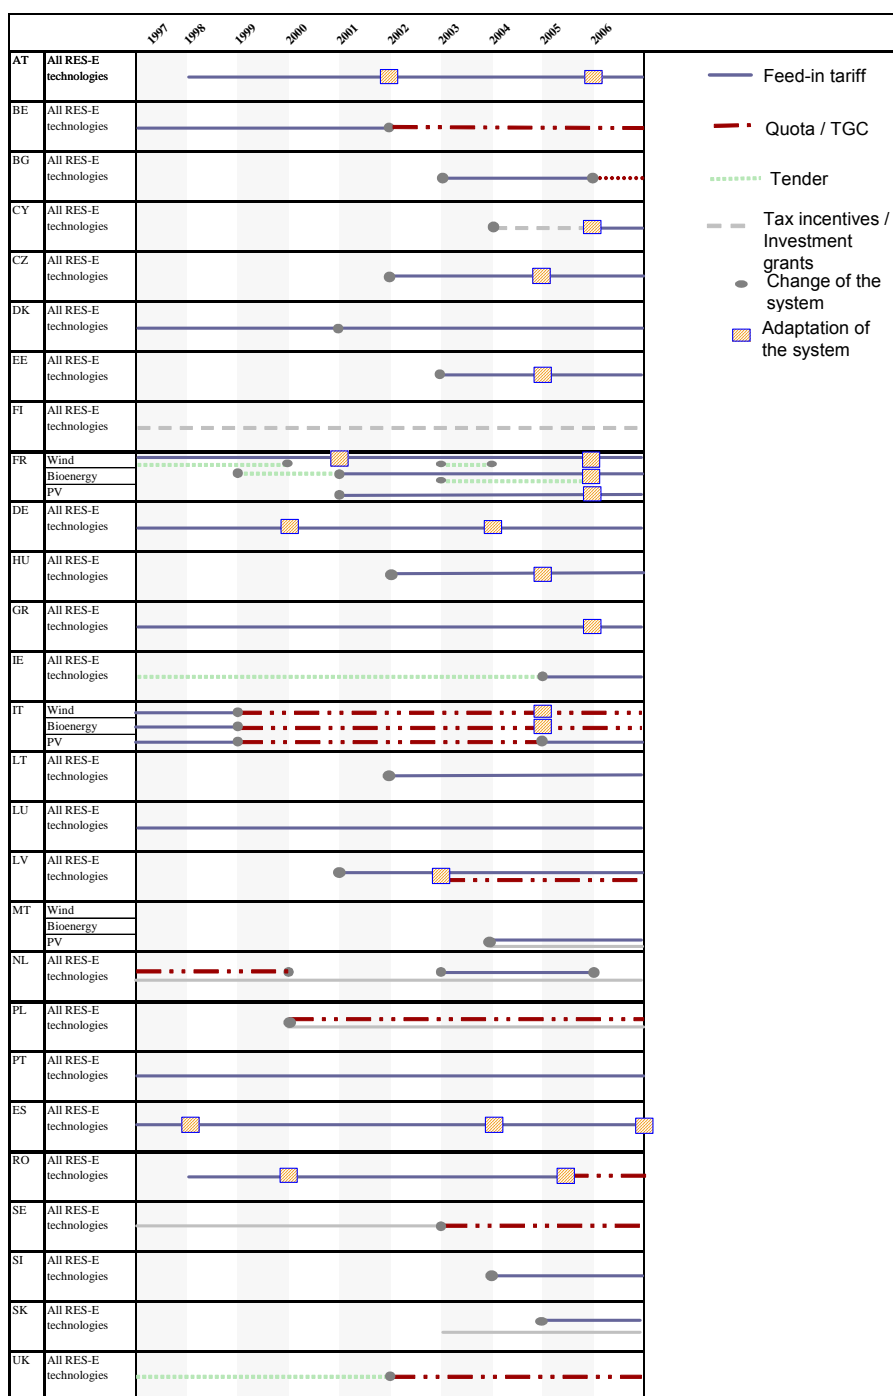 1997 1998 1999 2000 2001 2002 2003 2004 2005 2006
AT All RES-E
technologies
BE All RES-E
technologies
BG All RES-E
technologies
CY All RES-E
technologies
CZ All RES-E
technologies
DK All RES-E
technologies
EE All RES-E
technologies
FI All RES-E
technologies
FR Wind
Bioenergy
PV
DE All RES-E
technologies
HU All RES-E
technologies
GR All RES-E
technologies
IE All RES-E
technologies
IT Wind
Bioenergy
PV
LT All RES-E
technologies
LU All RES-E
technologies
LV All RES-E
technologies
MT Wind
Bioenergy
PV
NL All RES-E
technologies
PL All RES-E
technologies
PT All RES-E
technologies
ES All RES-E
technologies
RO All RES-E
technologies
SE All RES-E
technologies
SI All RES-E
technologies
SK All RES-E
technologies
UK All RES-E
technologies
Feed-in tariff
Quota / TGC
Tender
Tax incentives /
Investment
grants
Change of the
system
Adaptation of
the system